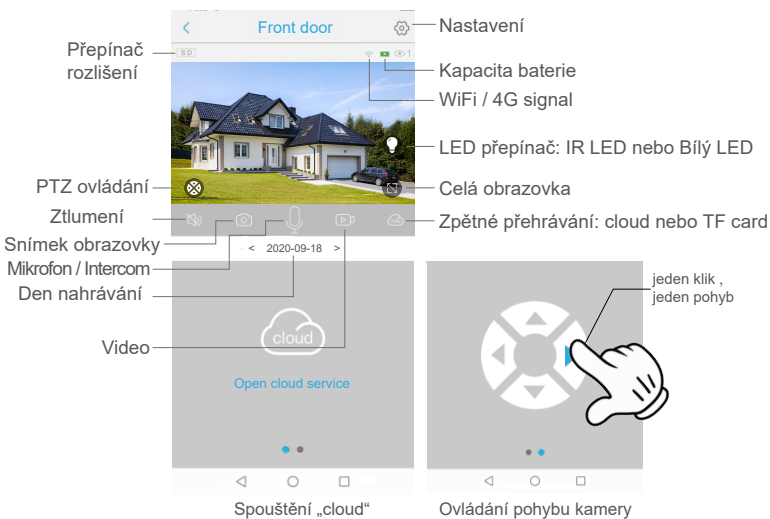 Front door
Nastavení
Přepínač
rozlišení
SD
1
Kapacita baterie
WiFi / 4G signal
LED přepínač: IR LED nebo Bílý LED
PTZ ovládání
Celá obrazovka
Ztlumení
Zpětné přehrávání: cloud nebo TF card
Snímek obrazovky
Mikrofon / Intercom
< 2020-09-18 >
Den nahrávání
jeden klik ,
jeden pohyb
Video
cloud
Open cloud service
Spouštění „cloud“
Ovládání pohybu kamery